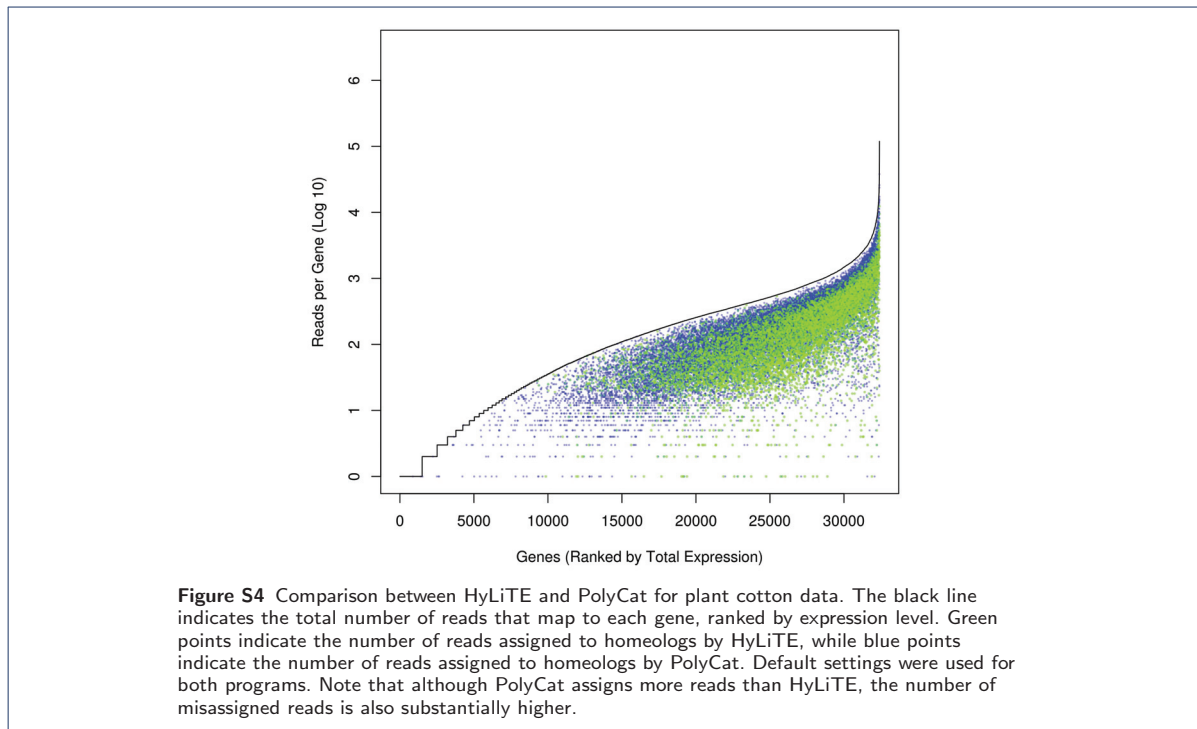 6
5
4
3
2
1
0
Reads per Gene (Log 10)
0 5000 10000 15000 20000 25000 30000
Genes (Ranked by Total Expression)
Figure S4 Comparison between HyLiTE and PolyCat for plant cotton data. The black line
indicates the total number of reads that map to each gene, ranked by expression level. Green
points indicate the number of reads assigned to homeologs by HyLiTE, while blue points
indicate the number of reads assigned to homeologs by PolyCat. Default settings were used for
both programs. Note that although PolyCat assigns more reads than HyLiTE, the number of
misassigned reads is also substantially higher.